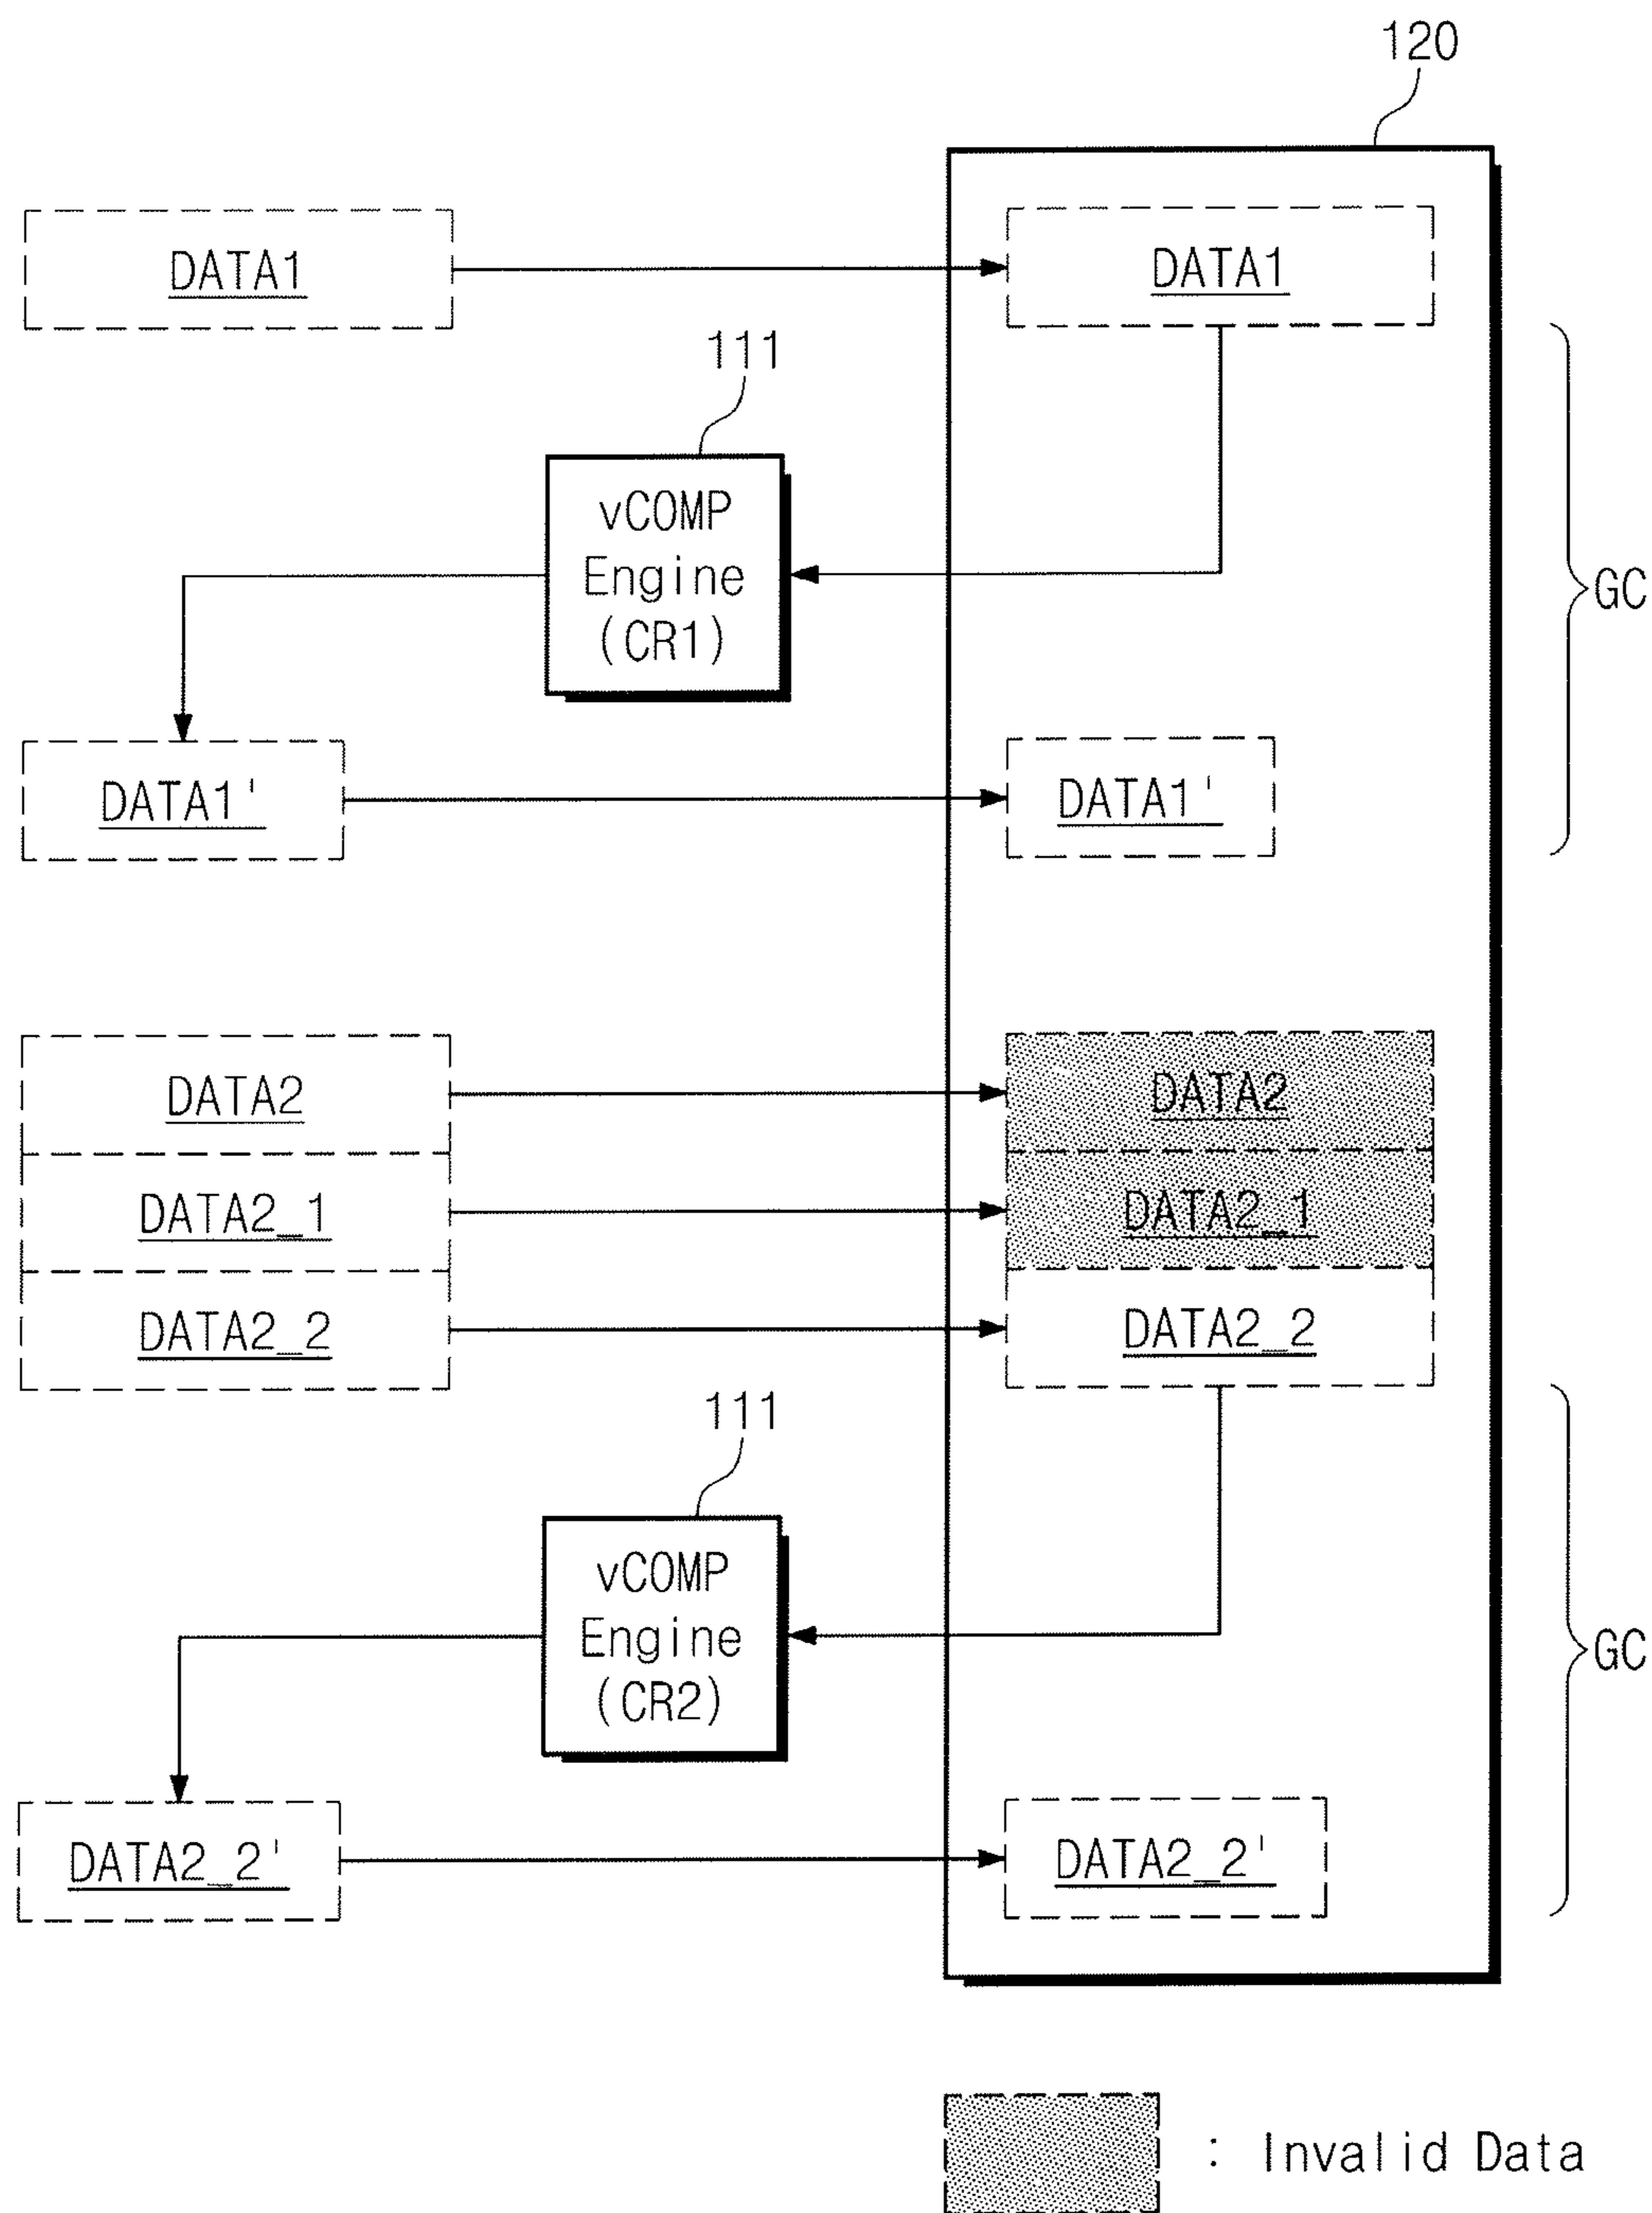 120
DATA1
DATA1
111
vCOMP
Engine
(CR1)
GC
DATA1'
DATA1'
DATA2
DATA2
DATA2_1
DATA2_1
DATA2_2
DATA2_2
111
vCOMP
Engine
(CR2)
GC
DATA2_2'
DATA2_2'
: Invalid Data